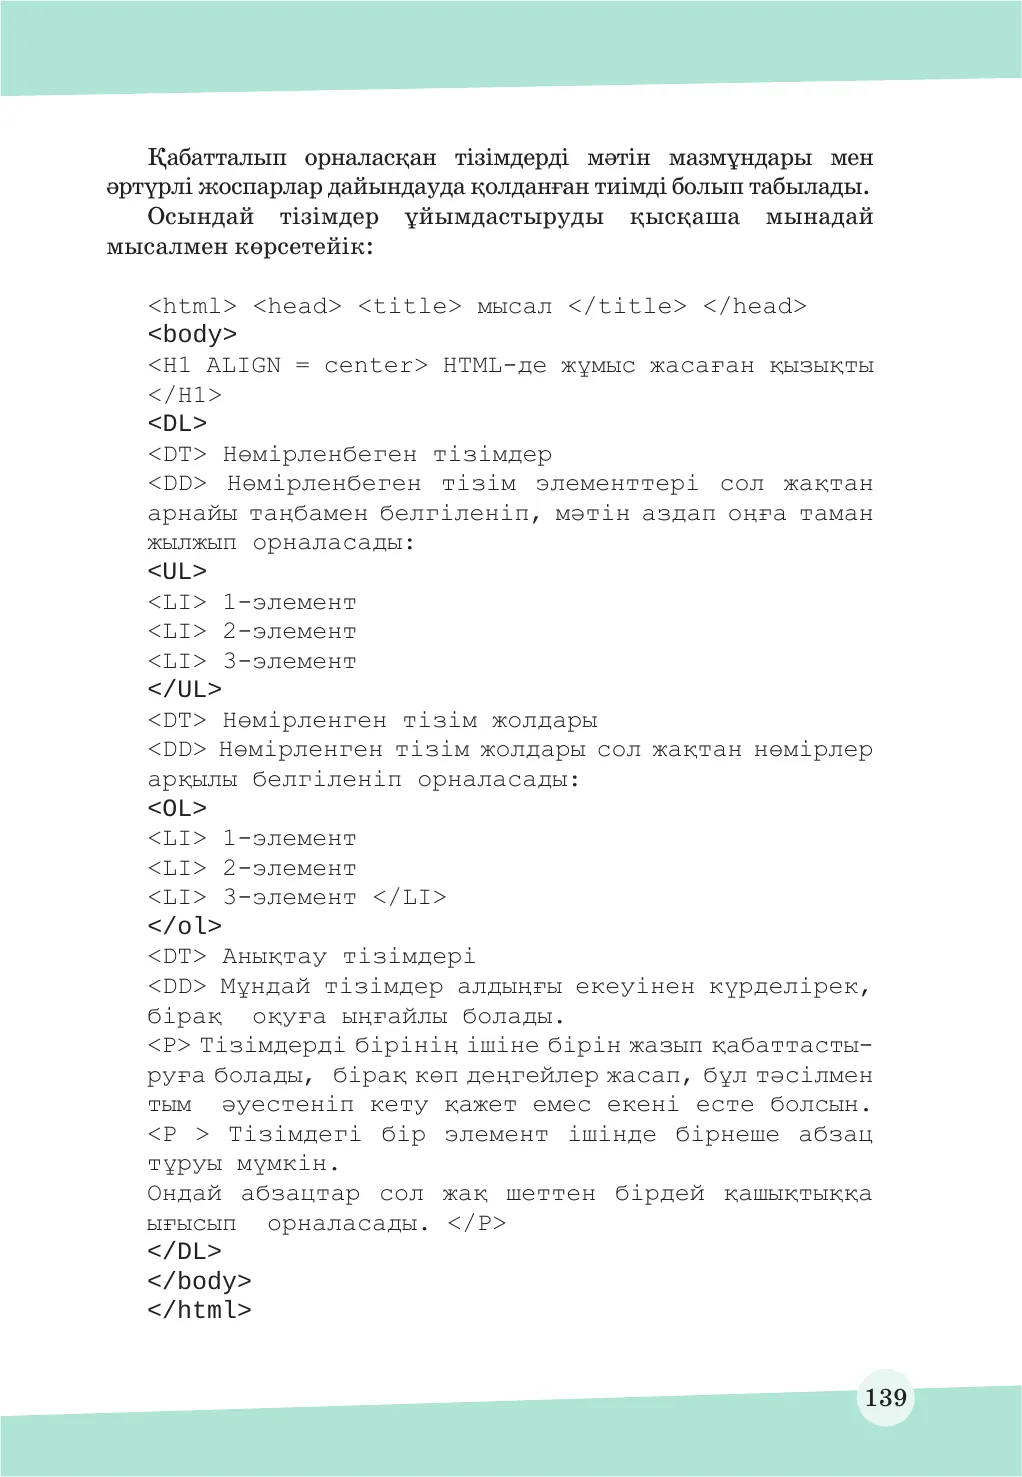 Қабатталып орналасқан тізімдерді мәтін мазмұндары мен
әртүрлі жоспарлар дайындауда қолданған тиімді болып табылады.
Осындай тізімдер ұйымдастыруды қысқаша мынадай
мысалмен көрсетейік:
<html> <head> <title> мысал </title> </head>
<body>
<H1 ALIGN = center> HTML-де жұмыс жасаған қызықты
</H1>
<DL>
<DT> Нөмірленбеген тізімдер
<DD> Нөмірленбеген тізім элементтері сол жақтан
арнайы таңбамен белгіленіп, мәтін аздап оңға таман
жылжып орналасады:
<UL>
<LI> 1-элемент
<LI> 2-элемент
<LI> 3-элемент
</UL>
<DT> Нөмірленген тізім жолдары
<DD> Нөмірленген тізім жолдары сол жақтан нөмірлер
арқылы белгіленіп орналасады:
<OL>
<LI> 1-элемент
<LI> 2-элемент
<LI> 3-элемент </LI>
</ol>
<DT> Анықтау тізімдері
<DD> Мұндай тізімдер алдыңғы екеуінен күрделірек,
бірақ оқуға ыңғайлы болады.
<P> Тізімдерді бірінің ішіне бірін жазып қабаттасты-
руға болады, бірақ көп деңгейлер жасап, бұл тәсілмен
тым әуестеніп кету қажет емес екені есте болсын.
<P > Тізімдегі бір элемент ішінде бірнеше абзац
тұруы мүмкін.
Ондай абзацтар сол жақ шеттен бірдей қашықтыққа
ығысып орналасады. </P>
</DL>
</body>
</html>
139